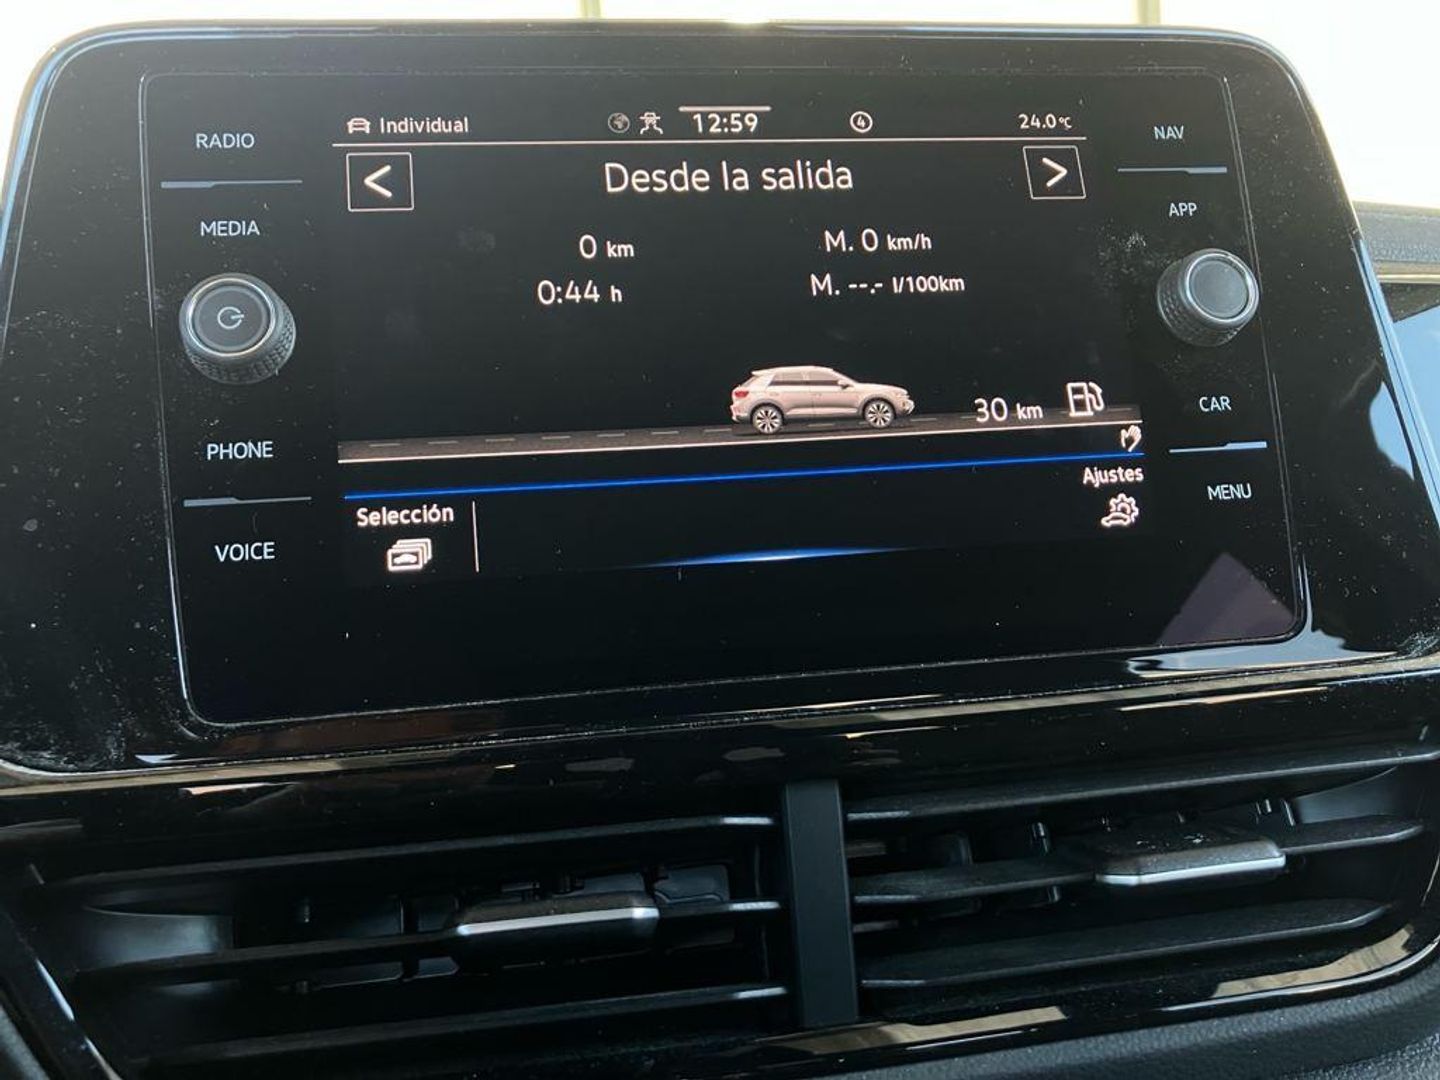 RADIO
MEDIA
PHONE
VOICE
Individual 12:59 4 24.0°C
< Desde la salida >
0 km M. 0 km/h
0:44 h M. --.- l/100km
30 km
Selección
Ajustes
NAV
APP
CAR
MENU